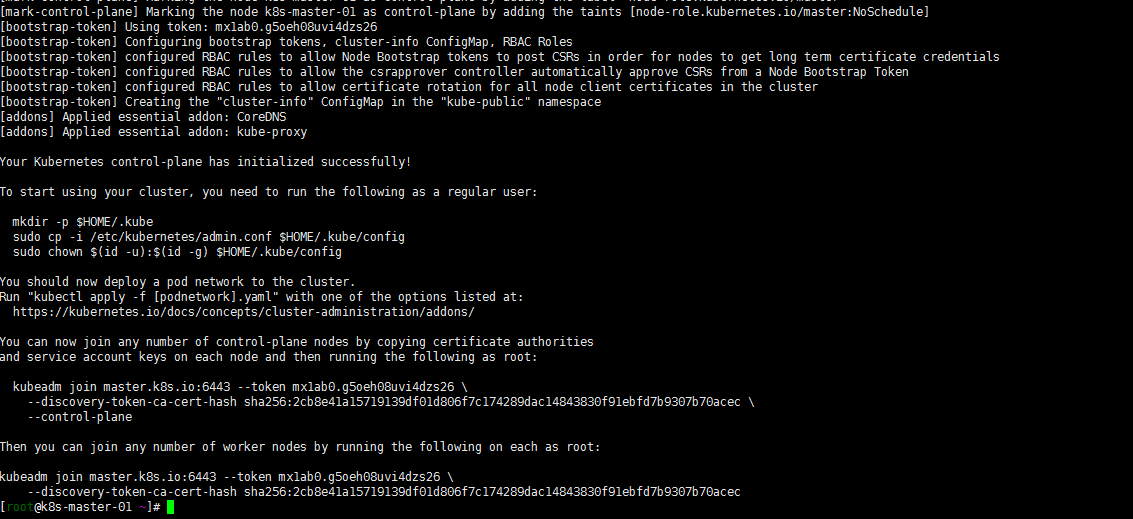 [mark-control-plane] Marking the node k8s-master-01 as control-plane by adding the taints [node-role.kubernetes.io/master:NoSchedule]
[bootstrap-token] Using token: mx1ab0.g5oeh08uvi4dzs26
[bootstrap-token] Configuring bootstrap tokens, cluster-info ConfigMap, RBAC Roles
[bootstrap-token] configured RBAC rules to allow Node Bootstrap tokens to post CSRs in order for nodes to get long term certificate credentials
[bootstrap-token] configured RBAC rules to allow the csrapprover controller automatically approve CSRs from a Node Bootstrap Token
[bootstrap-token] configured RBAC rules to allow certificate rotation for all node client certificates in the cluster
[bootstrap-token] Creating the "cluster-info" ConfigMap in the "kube-public" namespace
[addons] Applied essential addon: CoreDNS
[addons] Applied essential addon: kube-proxy
Your Kubernetes control-plane has initialized successfully!
To start using your cluster, you need to run the following as a regular user:
mkdir -p $HOME/.kube
sudo cp -i /etc/kubernetes/admin.conf $HOME/.kube/config
sudo chown $(id -u):$(id -g) $HOME/.kube/config
You should now deploy a pod network to the cluster.
Run "kubectl apply -f [podnetwork].yaml" with one of the options listed at:
https://kubernetes.io/docs/concepts/cluster-administration/addons/
You can now join any number of control-plane nodes by copying certificate authorities
and service account keys on each node and then running the following as root:
kubeadm join master.k8s.io:6443 --token mx1ab0.g5oeh08uvi4dzs26 \
--discovery-token-ca-cert-hash sha256:2cb8e41a15719139df01d806f7c174289dac14843830f91ebfd7b9307b70acec \
--control-plane
Then you can join any number of worker nodes by running the following on each as root:
kubeadm join master.k8s.io:6443 --token mx1ab0.g5oeh08uvi4dzs26 \
--discovery-token-ca-cert-hash sha256:2cb8e41a15719139df01d806f7c174289dac14843830f91ebfd7b9307b70acec
[root@k8s-master-01 ~]#